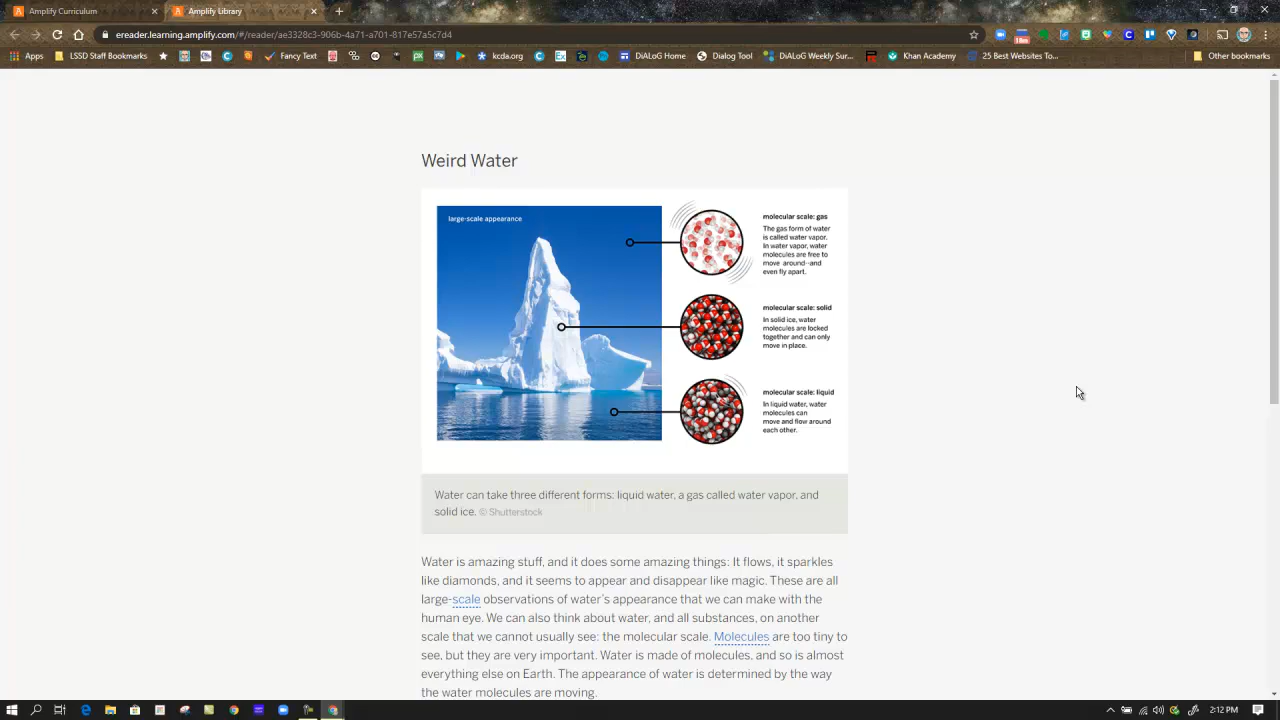 Amplify Curriculum
Amplify Library
ereader.learning.amplify.com/#/reader/ae3328c3-906b-4a71-a701-817e57a5c7d4
Apps
LSSD Staff Bookmarks
Fancy Text
kcda.org
DiALoG Home
Dialog Tool
LSSD DiALoG Weekly Sur...
Khan Academy
25 Best Websites To...
Other bookmarks
Weird Water
large-scale appearance
molecular scale: gas
The gas form of water
is called water vapor.
In water vapor, water
molecules are free to
move around--and
even fly apart.
molecular scale: solid
In solid ice, water
molecules are locked
together and can only
move in place.
molecular scale: liquid
In liquid water, water
molecules can
move and flow around
each other.
Water can take three different forms: liquid water, a gas called water vapor, and
solid ice. © Shutterstock
Water is amazing stuff, and it does some amazing things: It flows, it sparkles
like diamonds, and it seems to appear and disappear like magic. These are all
large-scale observations of water's appearance that we can make with the
human eye. We can also think about water, and all substances, on another
scale that we cannot usually see: the molecular scale. Molecules are too tiny to
see, but they are very important. Water is made of molecules, and so is almost
everything else on Earth. The appearance of water is determined by the way
the water molecules are moving.
2:12 PM